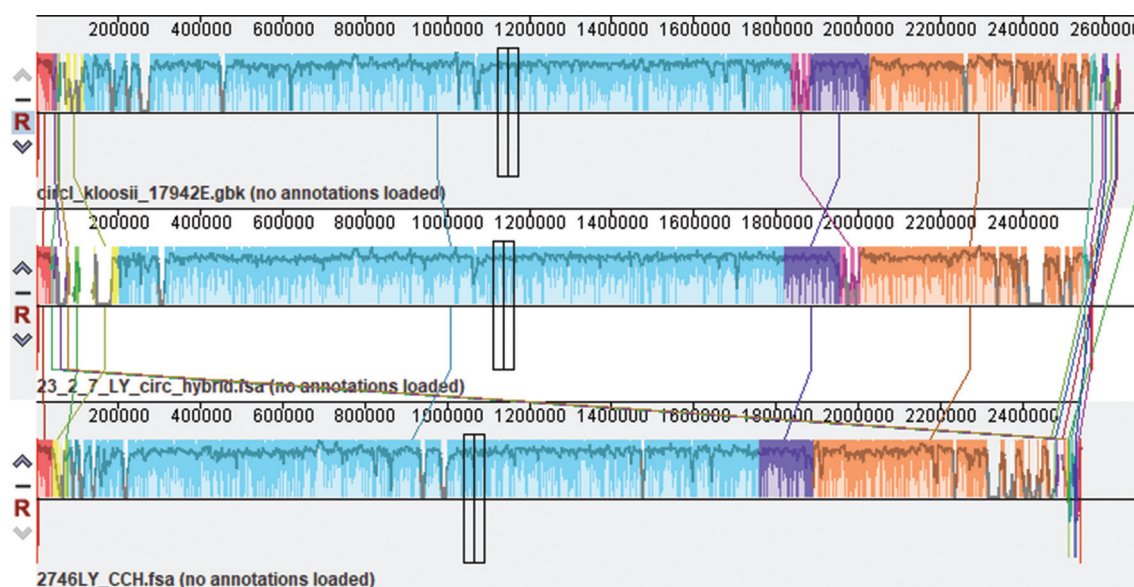 200000 400000 600000 800000 1000000 1200000 1400000 1600000 1800000 2000000 2200000 2400000 2600000
R
circl_kloosii_17942E.gbk (no annotations loaded)
200000 400000 600000 800000 1000000 1200000 1400000 1600000 1800000 2000000 2200000 2400000
R
23_2_7_LY_circ_hybrid.fsa (no annotations loaded)
200000 400000 600000 800000 1000000 1200000 1400000 1600000 1800000 2000000 2200000 2400000
R
2746LY_CCH.fsa (no annotations loaded)